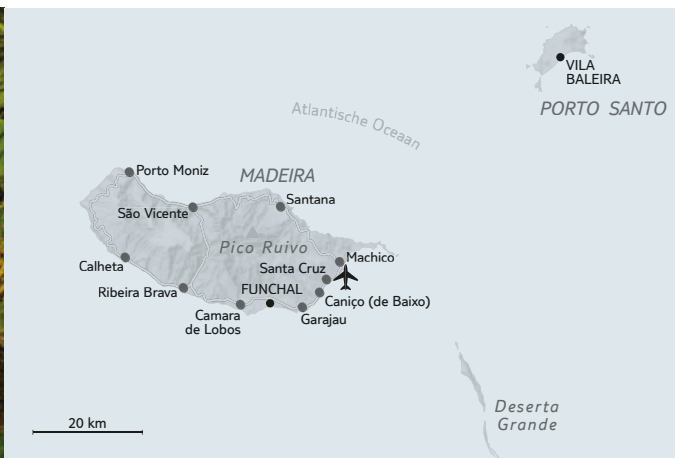 VILA
BALEIRA
PORTO SANTO
Atlantische Oceaan
Porto Moniz
MADEIRA
Santana
São Vicente
Pico Ruivo
Machico
Calheta
Santa Cruz
Ribeira Brava
FUNCHAL
Caniço (de Baixo)
Camara
de Lobos
Garajau
Deserta
Grande
20 km